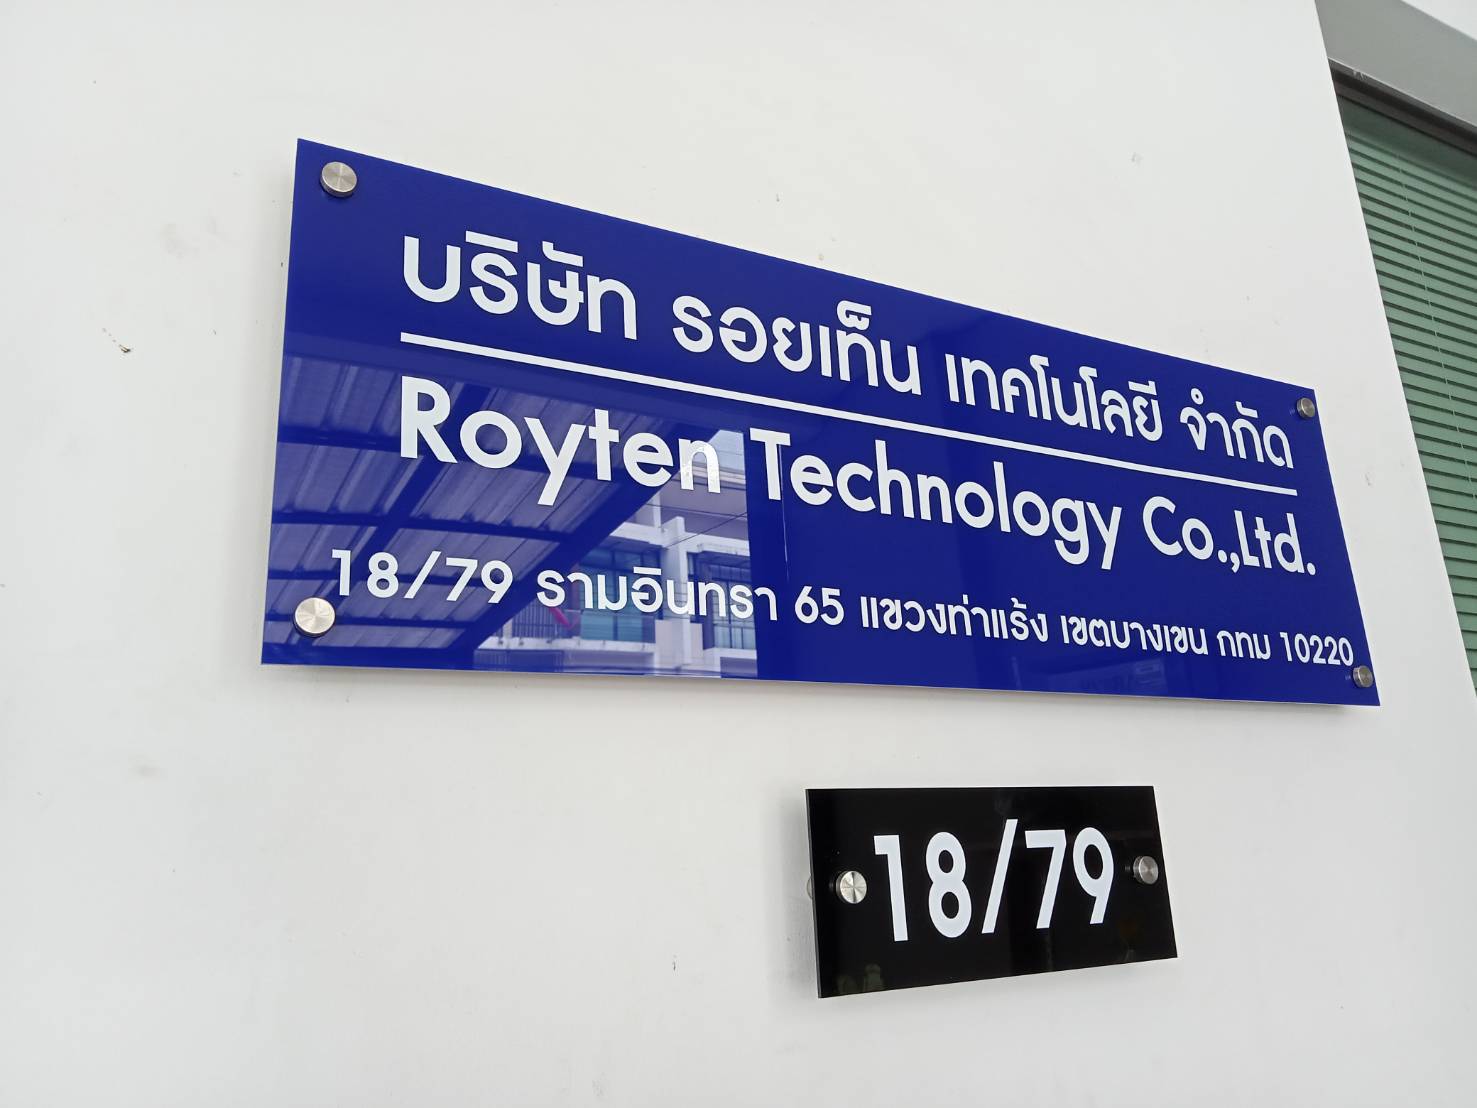 บริษัท รอยเท็น เทคโนโลยี จำกัด
Royten Technology Co.,Ltd.
18/79 รามอินทรา 65 แขวงท่าแร้ง เขตบางเขน กทม 10220
18/79